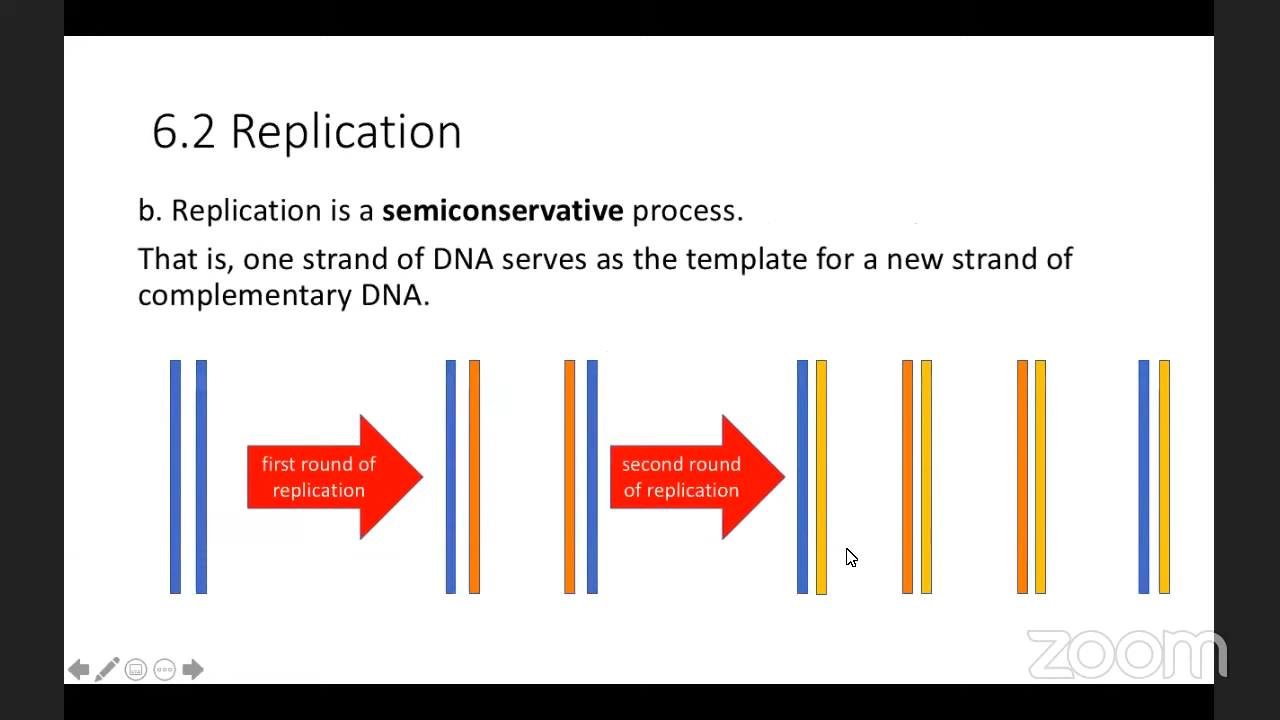 6.2 Replication
b. Replication is a semiconservative process.
That is, one strand of DNA serves as the template for a new strand of
complementary DNA.
first round of
replication
second round
of replication
zoom